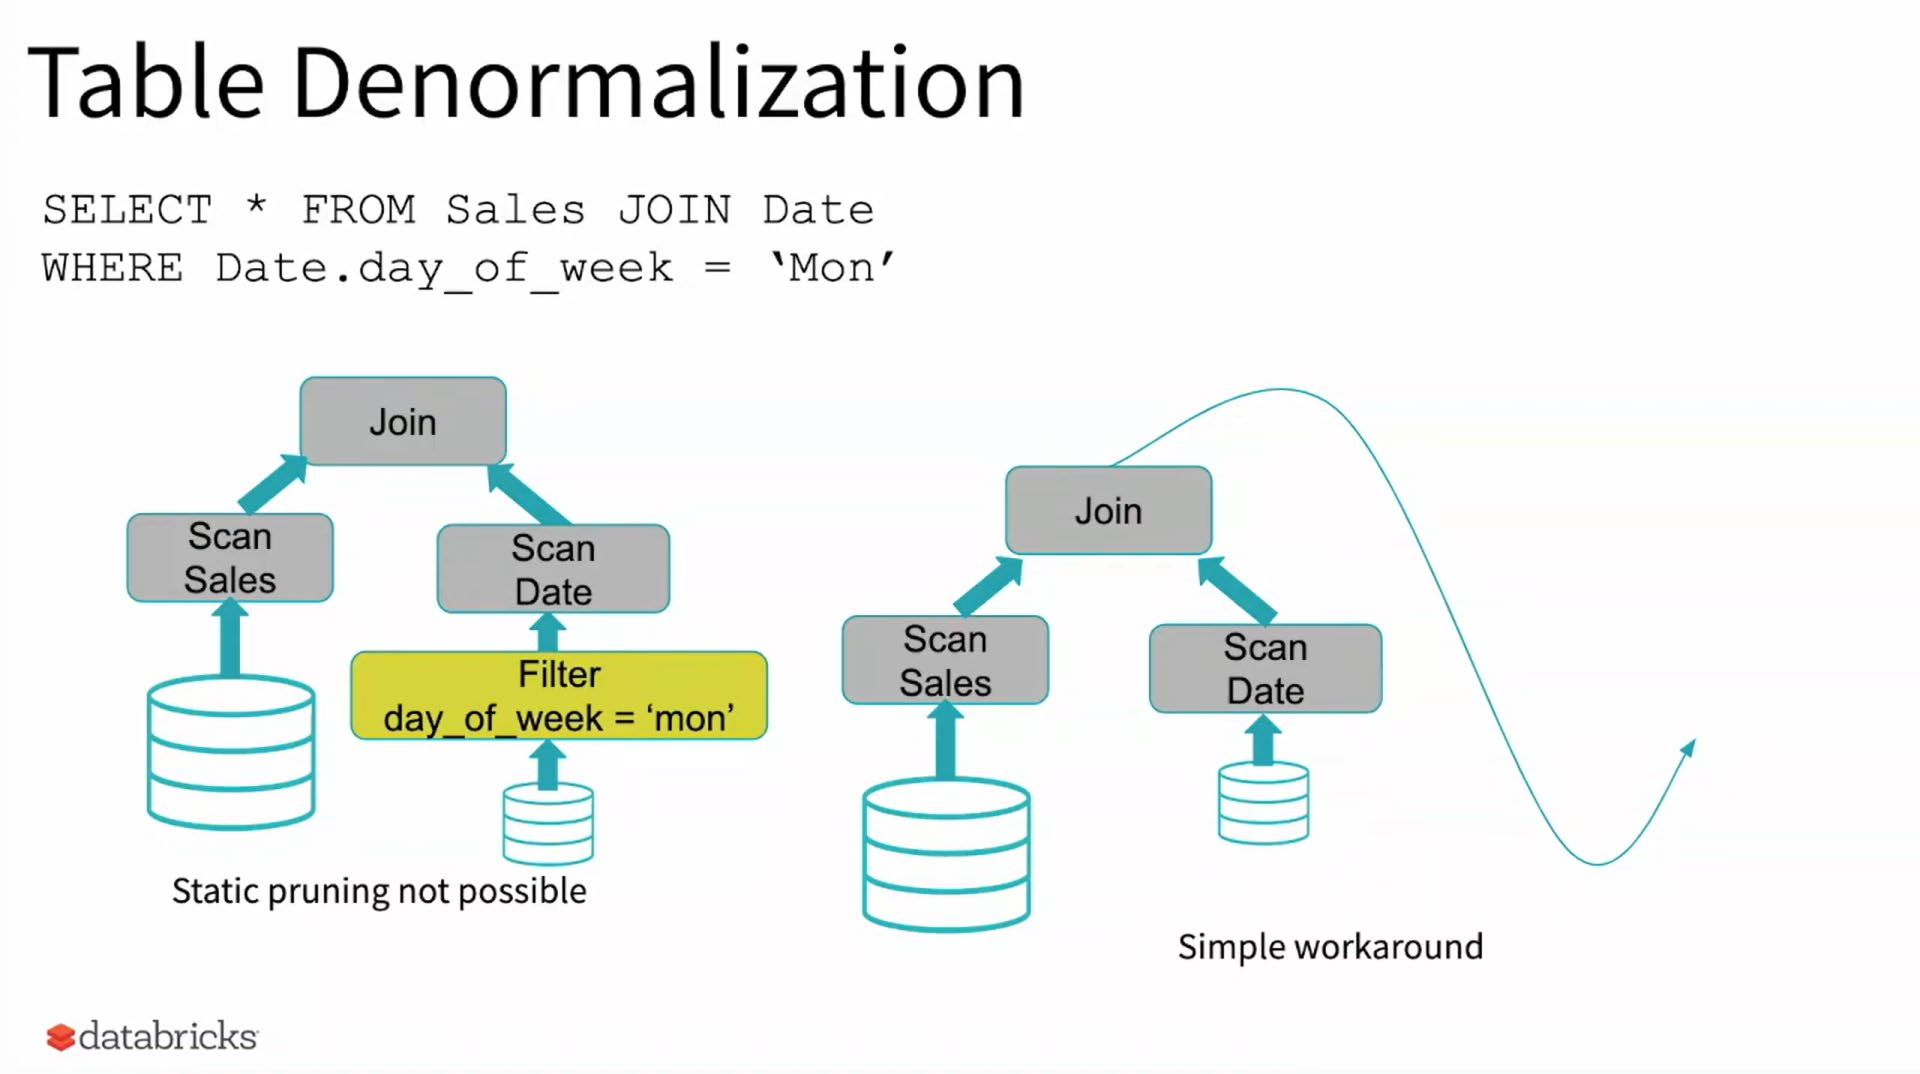 Table Denormalization
SELECT * FROM Sales JOIN Date
WHERE Date.day_of_week = ‘Mon’
Join
Scan
Sales
Scan
Date
Filter
day_of_week = ‘mon’
Static pruning not possible
Join
Scan
Sales
Scan
Date
Simple workaround
databricks